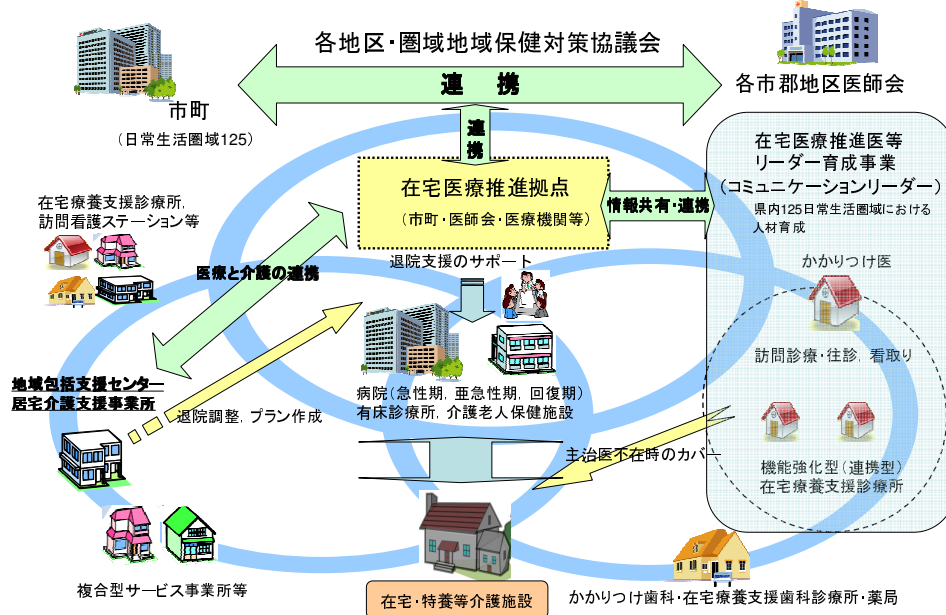 各地区・圏域地域保健対策協議会
連　携
市町
（日常生活圏域125）
各市郡地区医師会
連
携
在宅医療推進拠点
（市町・医師会・医療機関等）
情報共有・連携
在宅医療推進医等
リーダー育成事業
（コミュニケーションリーダー）
県内125日常生活圏域における
人材育成
在宅療養支援診療所，
訪問看護ステーション等
医療と介護の連携
退院支援のサポート
かかりつけ医
訪問診療・往診，看取り
地域包括支援センター
居宅介護支援事業所
退院調整，プラン作成
病院（急性期，亜急性期，回復期）
有床診療所，介護老人保健施設
主治医不在時のカバー
機能強化型（連携型）
在宅療養支援診療所
複合型サービス事業所等
在宅・特養等介護施設
かかりつけ歯科・在宅療養支援歯科診療所・薬局